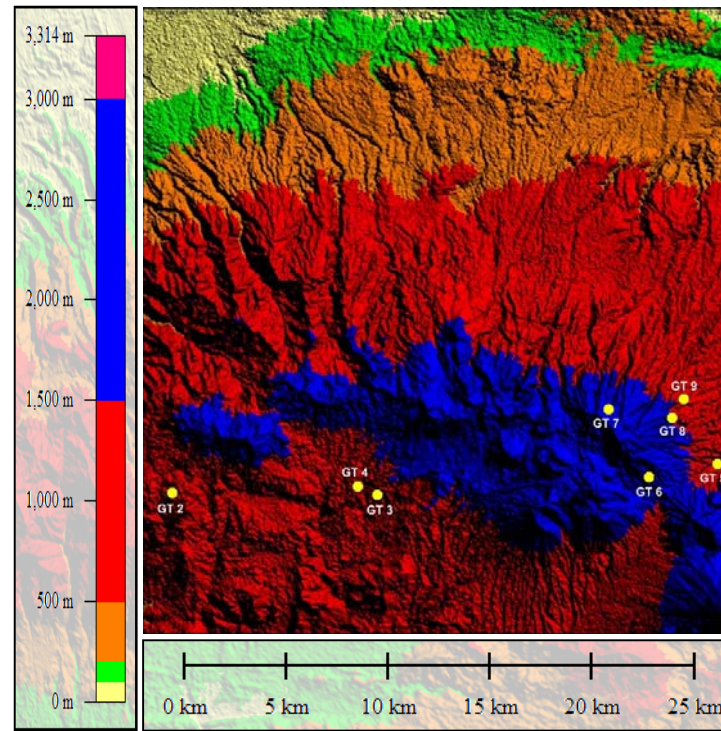 3,314 m
3,000 m
2,500 m
2,000 m
1,500 m
1,000 m
500 m
0 m
GT 9
GT 7
GT 8
GT 4
GT 6
GT 2
GT 3
0 km
5 km
10 km
15 km
20 km
25 km